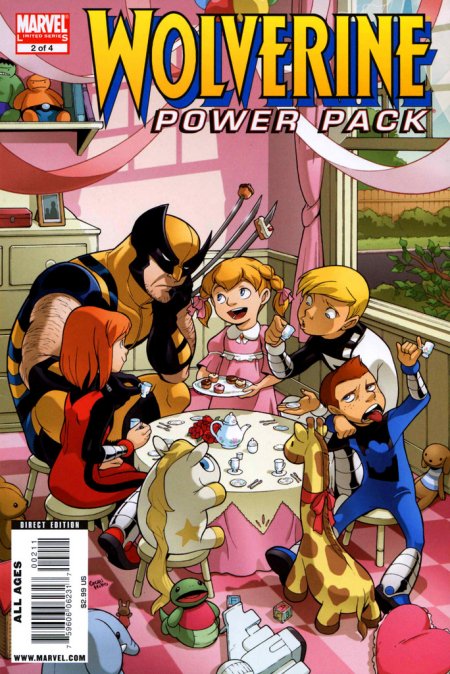 MARVEL
LIMITED SERIES
2 of 4
WOLVERINE
POWER PACK
DIRECT EDITION
ALL AGES
00211
$2.99 US
WWW.MARVEL.COM